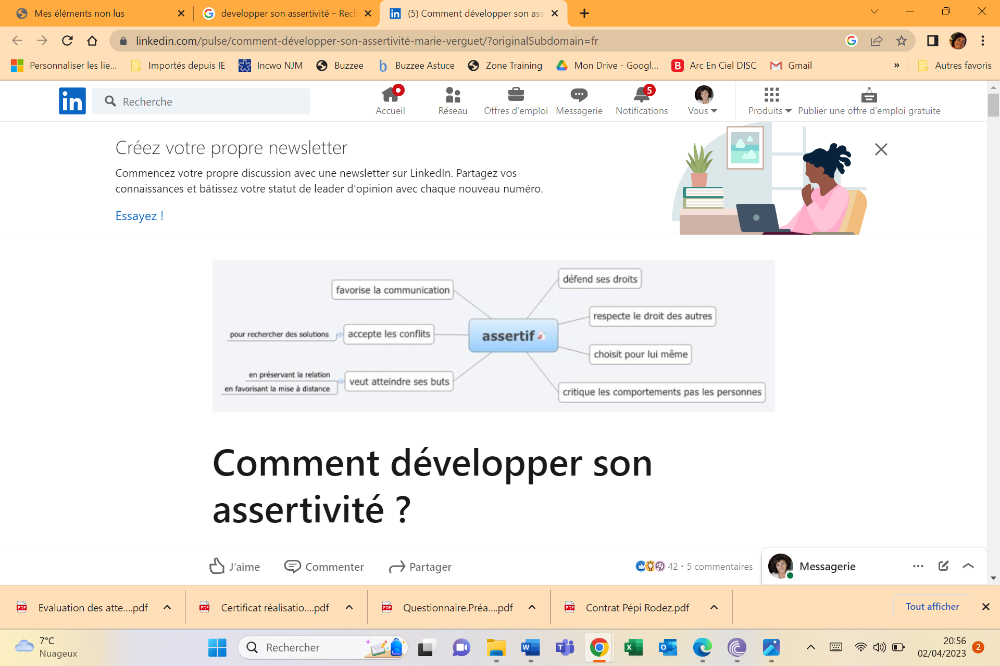 Mes éléments non lus
developper son assertivité – Rech
(5) Comment développer son ass
linkedin.com/pulse/comment-développer-son-assertivité-marie-verguet/?originalSubdomain=fr
Personnaliser les lie...
Importés depuis IE
Incwo NJM
Buzzee
Buzzee Astuce
Zone Training
Mon Drive - Googl...
Arc En Ciel DISC
Gmail
»
Autres favoris
in
Recherche
Accueil
Réseau
Offres d'emploi
Messagerie
5
Notifications
Vous
Produits
Publier une offre d'emploi gratuite
Créez votre propre newsletter
Commencez votre propre discussion avec une newsletter sur LinkedIn. Partagez vos
connaissances et bâtissez votre statut de leader d'opinion avec chaque nouveau numéro.
Essayez !
défend ses droits
favorise la communication
respecte le droit des autres
pour rechercher des solutions
accepte les conflits
assertif
choisit pour lui même
en préservant la relation
en favorisant la mise à distance
veut atteindre ses buts
critique les comportements pas les personnes
Comment développer son
assertivité ?
J'aime
Commenter
Partager
42 · 5 commentaires
Messagerie
Evaluation des atte....pdf
Certificat réalisatio....pdf
Questionnaire.Préa....pdf
Contrat Pépi Rodez.pdf
Tout afficher
7°C
Nuageux
Rechercher
20:56
02/04/2023
2